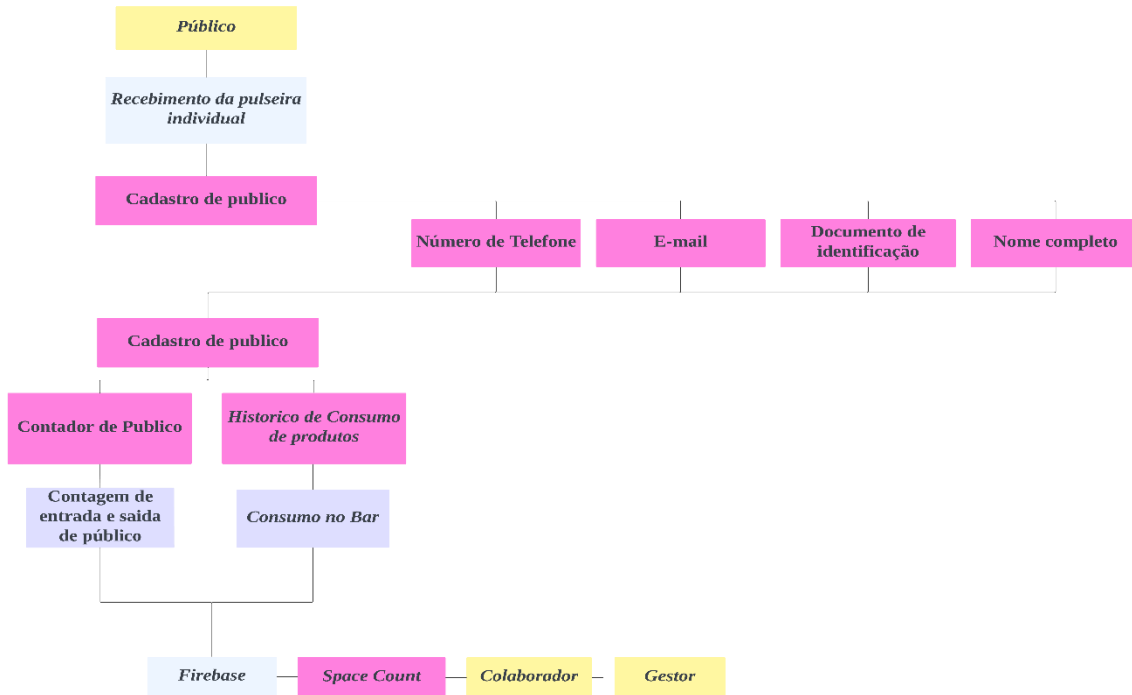 Público
Recebimento da pulseira
individual
Cadastro de publico
Número de Telefone
E-mail
Documento de
identificação
Nome completo
Cadastro de publico
Contador de Publico
Historico de Consumo
de produtos
Contagem de
entrada e saida
de público
Consumo no Bar
Firebase
Space Count
Colaborador
Gestor